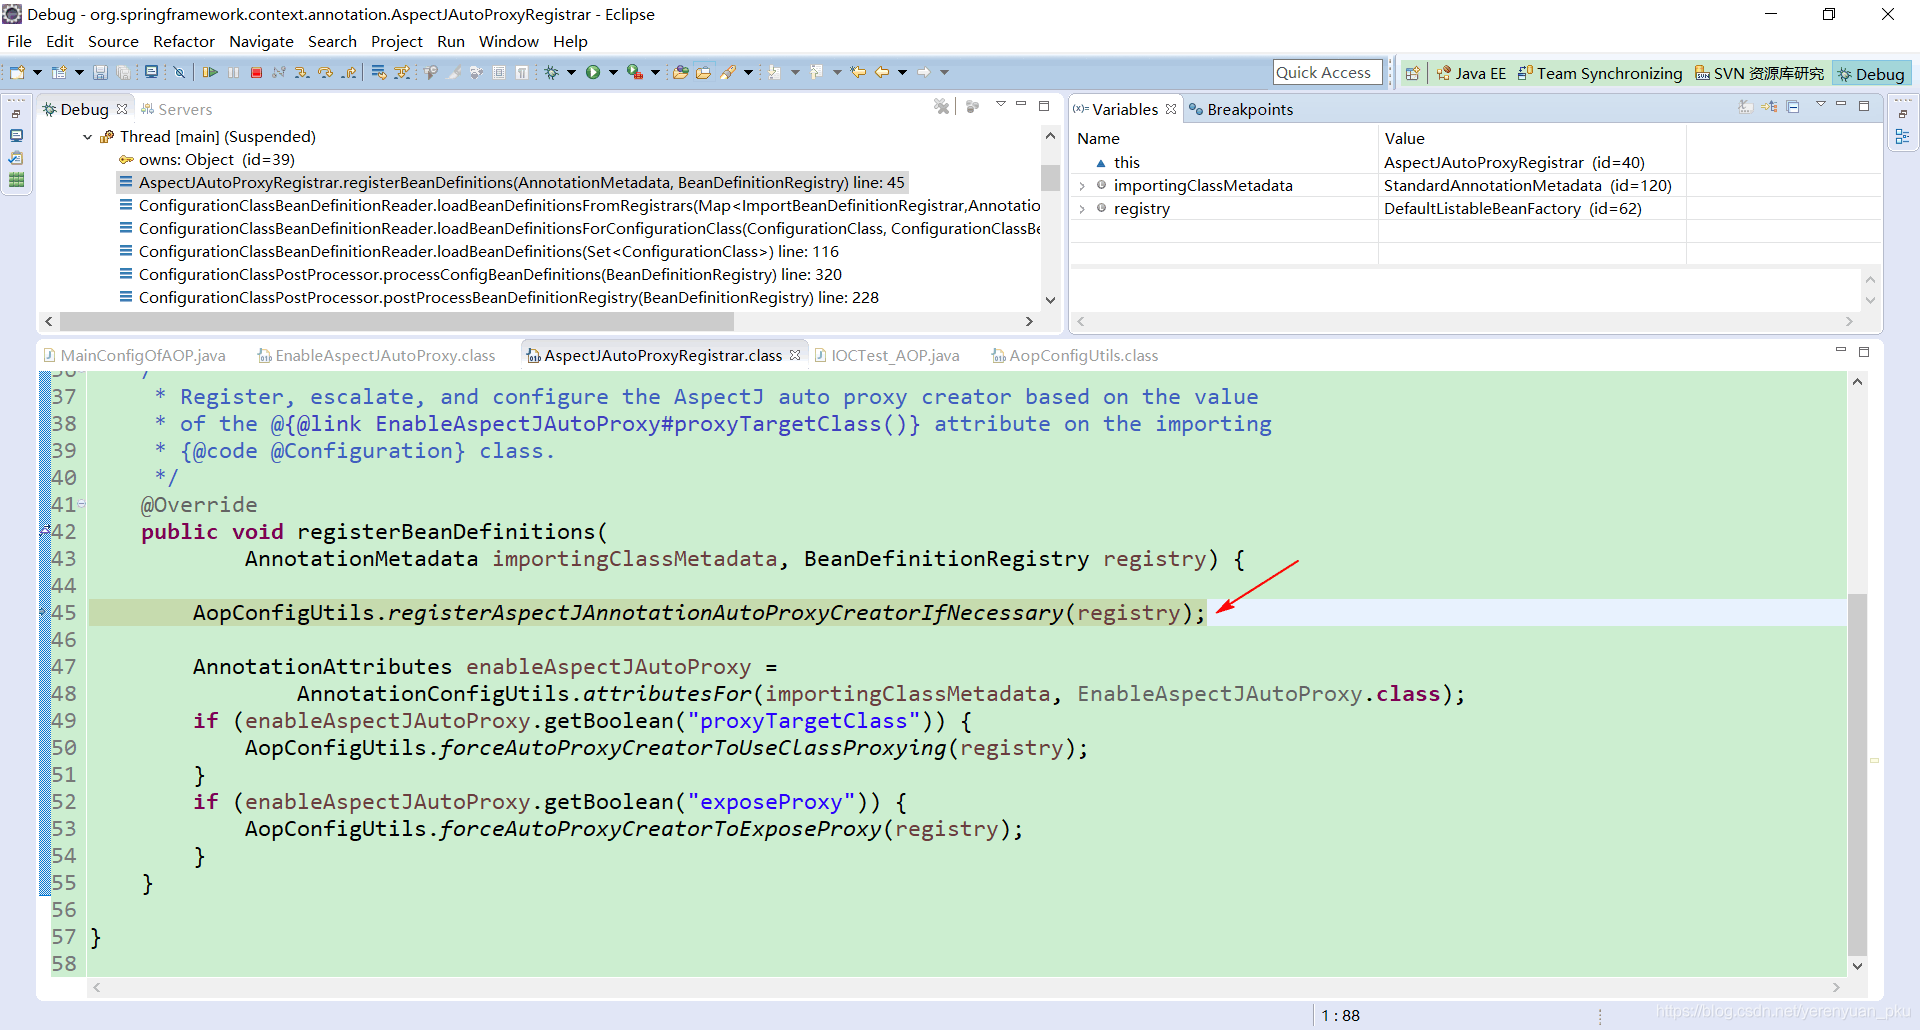 Debug - org.springframework.context.annotation.AspectJAutoProxyRegistrar - Eclipse
File Edit Source Refactor Navigate Search Project Run Window Help
Quick Access
Java EE
Team Synchronizing
SVN 资源库研究
Debug
Debug
Servers
Thread [main] (Suspended)
owns: Object (id=39)
AspectJAutoProxyRegistrar.registerBeanDefinitions(AnnotationMetadata, BeanDefinitionRegistry) line: 45
ConfigurationClassBeanDefinitionReader.loadBeanDefinitionsFromRegistrars(Map<ImportBeanDefinitionRegistrar,Annotatio
ConfigurationClassBeanDefinitionReader.loadBeanDefinitionsForConfigurationClass(ConfigurationClass, ConfigurationClassBe
ConfigurationClassBeanDefinitionReader.loadBeanDefinitions(Set<ConfigurationClass>) line: 116
ConfigurationClassPostProcessor.processConfigBeanDefinitions(BeanDefinitionRegistry) line: 320
ConfigurationClassPostProcessor.postProcessBeanDefinitionRegistry(BeanDefinitionRegistry) line: 228
(x)= Variables
Breakpoints
Name Value
this AspectJAutoProxyRegistrar (id=40)
importingClassMetadata StandardAnnotationMetadata (id=120)
registry DefaultListableBeanFactory (id=62)
MainConfigOfAOP.java
EnableAspectJAutoProxy.class
AspectJAutoProxyRegistrar.class
IOCTest_AOP.java
AopConfigUtils.class
37 * Register, escalate, and configure the AspectJ auto proxy creator based on the value
38 * of the @{@link EnableAspectJAutoProxy#proxyTargetClass()} attribute on the importing
39 * {@code @Configuration} class.
40 */
41 @Override
42 public void registerBeanDefinitions(
43 AnnotationMetadata importingClassMetadata, BeanDefinitionRegistry registry) {
44
45 AopConfigUtils.registerAspectJAnnotationAutoProxyCreatorIfNecessary(registry);
46
47 AnnotationAttributes enableAspectJAutoProxy =
48 AnnotationConfigUtils.attributesFor(importingClassMetadata, EnableAspectJAutoProxy.class);
49 if (enableAspectJAutoProxy.getBoolean("proxyTargetClass")) {
50 AopConfigUtils.forceAutoProxyCreatorToUseClassProxying(registry);
51 }
52 if (enableAspectJAutoProxy.getBoolean("exposeProxy")) {
53 AopConfigUtils.forceAutoProxyCreatorToExposeProxy(registry);
54 }
55 }
56
57 }
58
1 : 88
https://blog.csdn.net/yerenyuan_pku